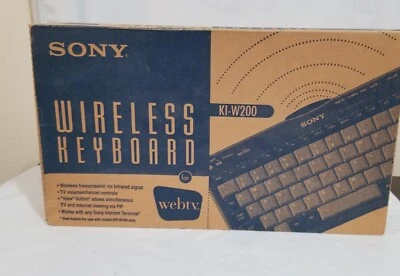 SONY
WIRELESS
KEYBOARD
for
webtv
KI-W200
SONY
• Wireless transmission via infrared signal
• TV volume/channel controls
• "View" button* allows simultaneous
TV and Internet viewing via PIP
• Works with any Sony Internet Terminal*